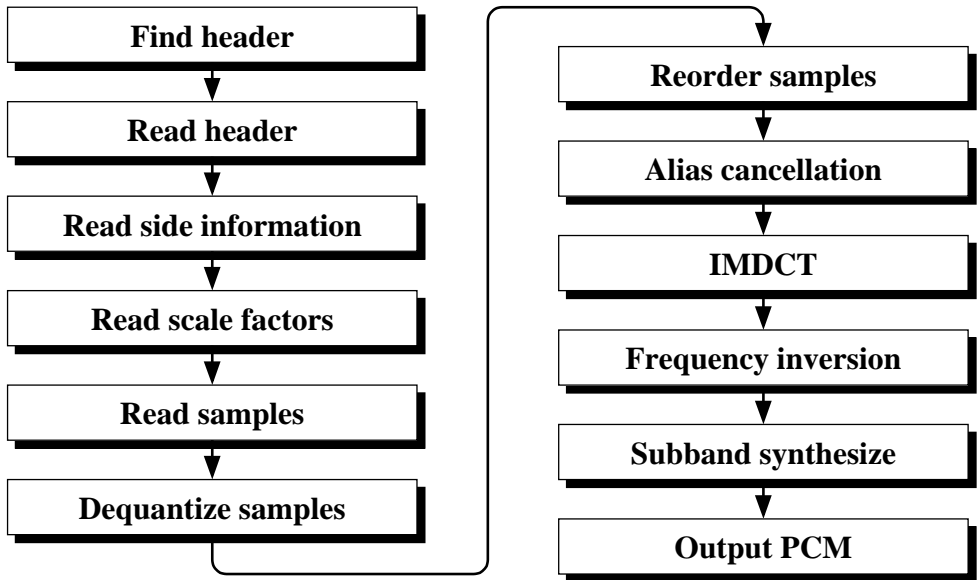 Find header
Read header
Read side information
Read scale factors
Read samples
Dequantize samples
Reorder samples
Alias cancellation
IMDCT
Frequency inversion
Subband synthesize
Output PCM